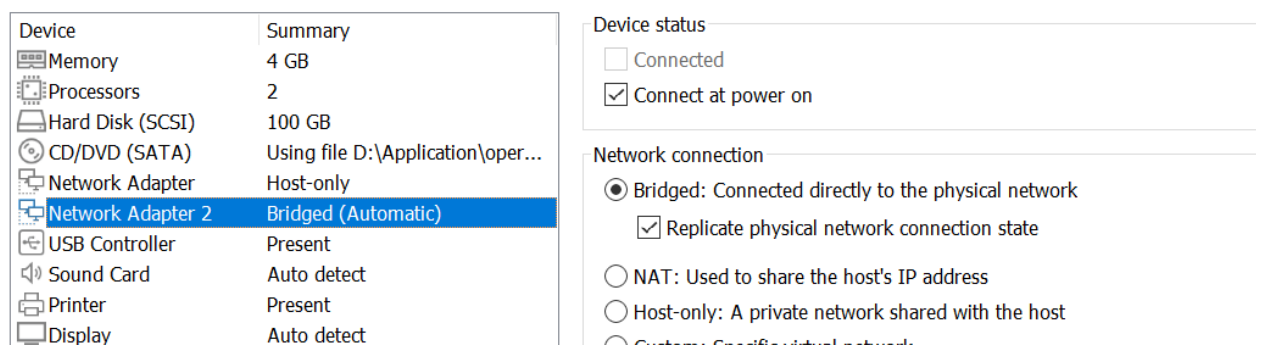 Device Summary
Memory 4 GB
Processors 2
Hard Disk (SCSI) 100 GB
CD/DVD (SATA) Using file D:\Application\oper...
Network Adapter Host-only
Network Adapter 2 Bridged (Automatic)
USB Controller Present
Sound Card Auto detect
Printer Present
Display Auto detect
Device status
Connected
Connect at power on
Network connection
Bridged: Connected directly to the physical network
Replicate physical network connection state
NAT: Used to share the host's IP address
Host-only: A private network shared with the host
Custom: Specific virtual network